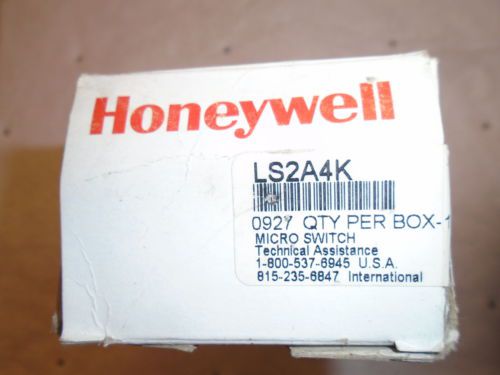 Honeywell
LS2A4K
0927 QTY PER BOX-1
MICRO SWITCH
Technical Assistance
1-800-537-6945 U.S.A.
815-235-6847 International